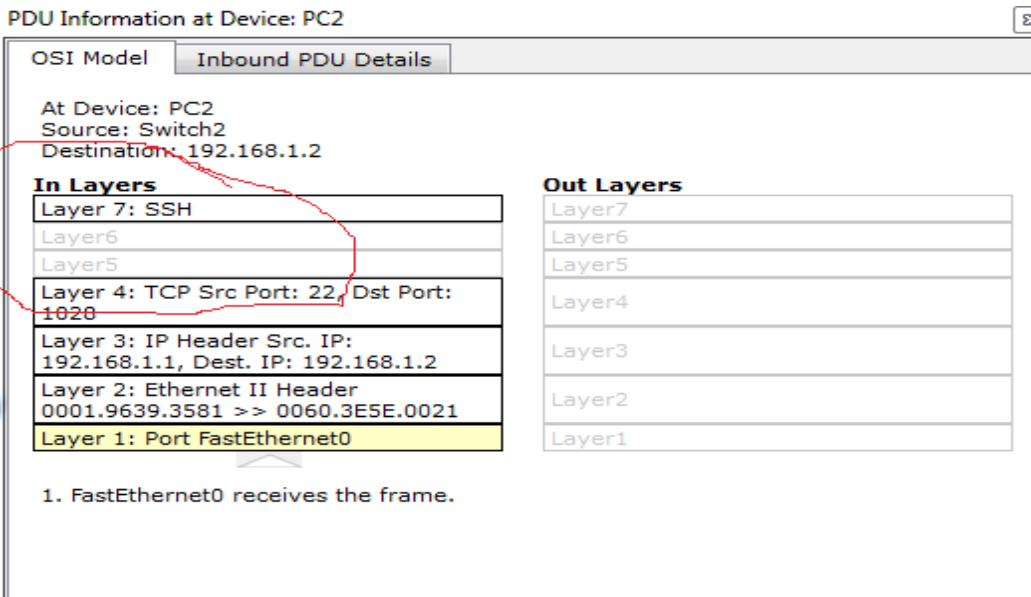 PDU Information at Device: PC2
OSI Model
Inbound PDU Details
At Device: PC2
Source: Switch2
Destination: 192.168.1.2
In Layers
Layer 7: SSH
Layer6
Layer5
Layer 4: TCP Src Port: 22, Dst Port:
1028
Layer 3: IP Header Src. IP:
192.168.1.1, Dest. IP: 192.168.1.2
Layer 2: Ethernet II Header
0001.9639.3581 >> 0060.3E5E.0021
Layer 1: Port FastEthernet0
Out Layers
Layer7
Layer6
Layer5
Layer4
Layer3
Layer2
Layer1
1. FastEthernet0 receives the frame.